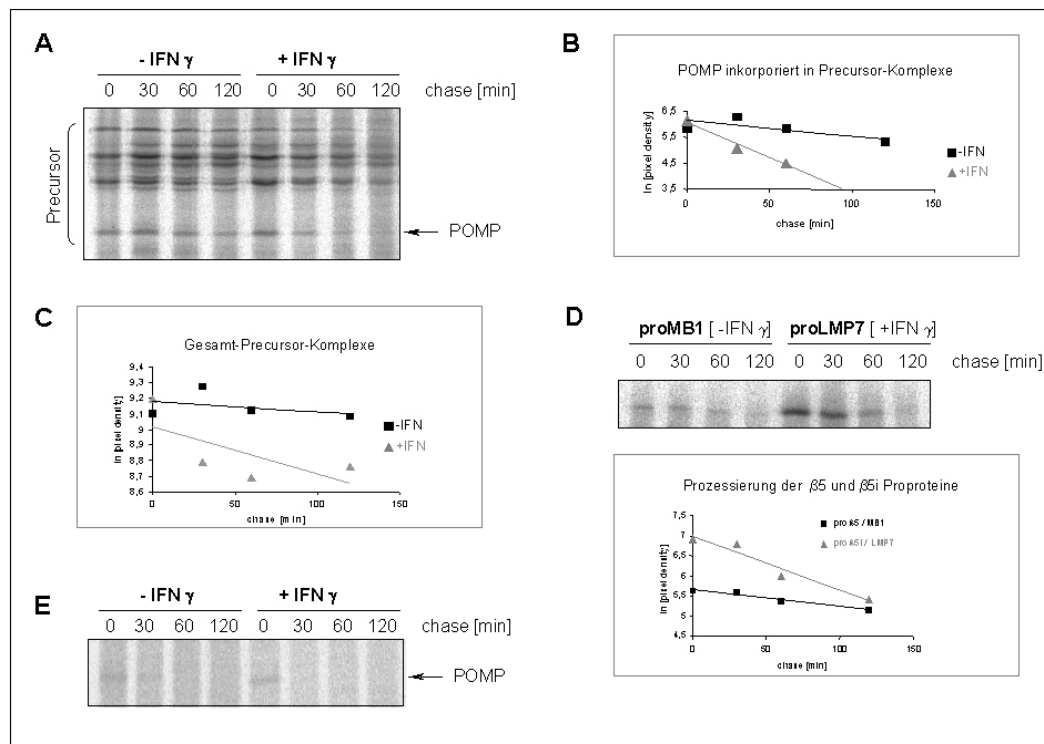 A
- IFN γ + IFN γ
0 30 60 120 0 30 60 120 chase [min]
Precursor
POMP
B
POMP inkorporiert in Precursor-Komplexe
ln [pixel density]
6,5
5,5
4,5
3,5
0 50 100 150
chase [min]
-IFN
+IFN
C
Gesamt-Precursor-Komplexe
ln [pixel density]
9,4
9,3
9,2
9,1
9
8,9
8,8
8,7
8,6
0 50 100 150
chase [min]
-IFN
+IFN
D
proMB1 [ -IFN γ] proLMP7 [ +IFN γ]
0 30 60 120 0 30 60 120
chase [min]
Prozessierung der β5 und β5i Proproteine
ln [pixel density]
7,5
7
6,5
6
5,5
5
4,5
0 50 100 150
chase [min]
pro ß5 / MB1
pro ß5i / LMP7
E
- IFN γ + IFN γ
0 30 60 120 0 30 60 120 chase [min]
POMP